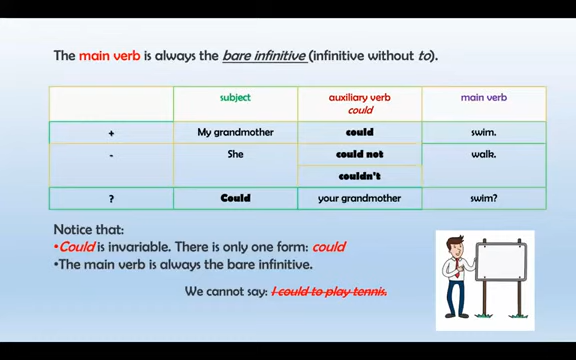 The main verb is always the bare infinitive (infinitive without to).
subject auxiliary verb main verb
could
+ My grandmother could swim.
- She could not walk.
couldn't
? Could your grandmother swim?
Notice that:
•Could is invariable. There is only one form: could
•The main verb is always the bare infinitive.
We cannot say: I could to play tennis.